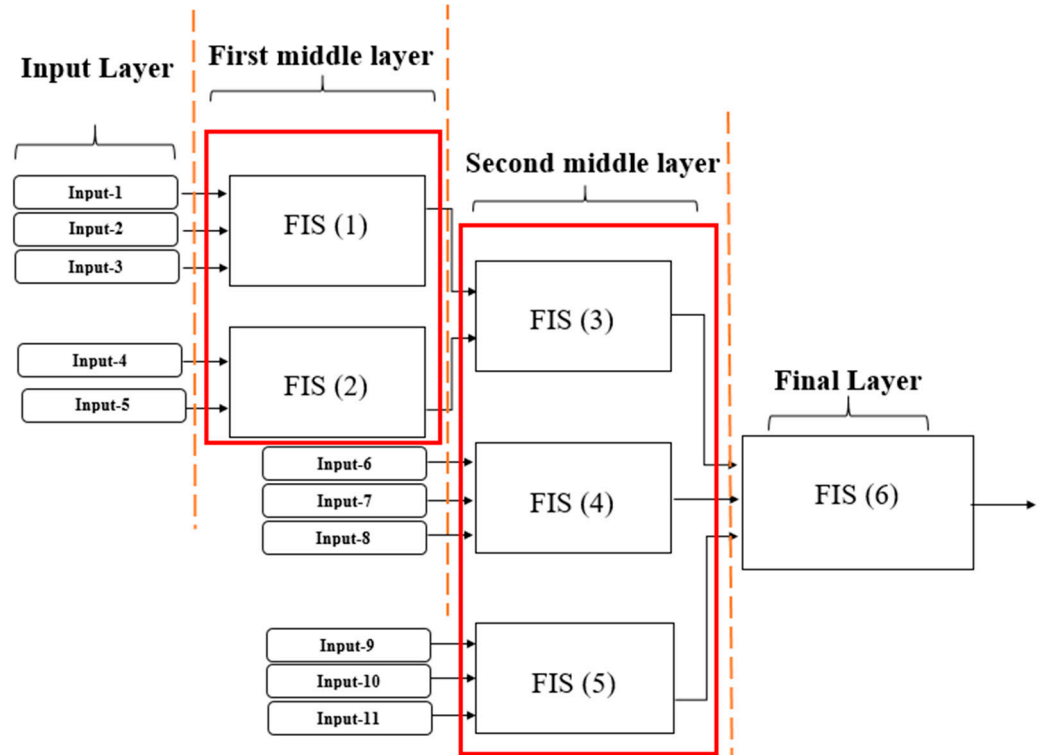 Input Layer
First middle layer
Second middle layer
Final Layer
Input-1
Input-2
Input-3
FIS (1)
Input-4
Input-5
FIS (2)
FIS (3)
Input-6
Input-7
Input-8
FIS (4)
FIS (6)
Input-9
Input-10
Input-11
FIS (5)